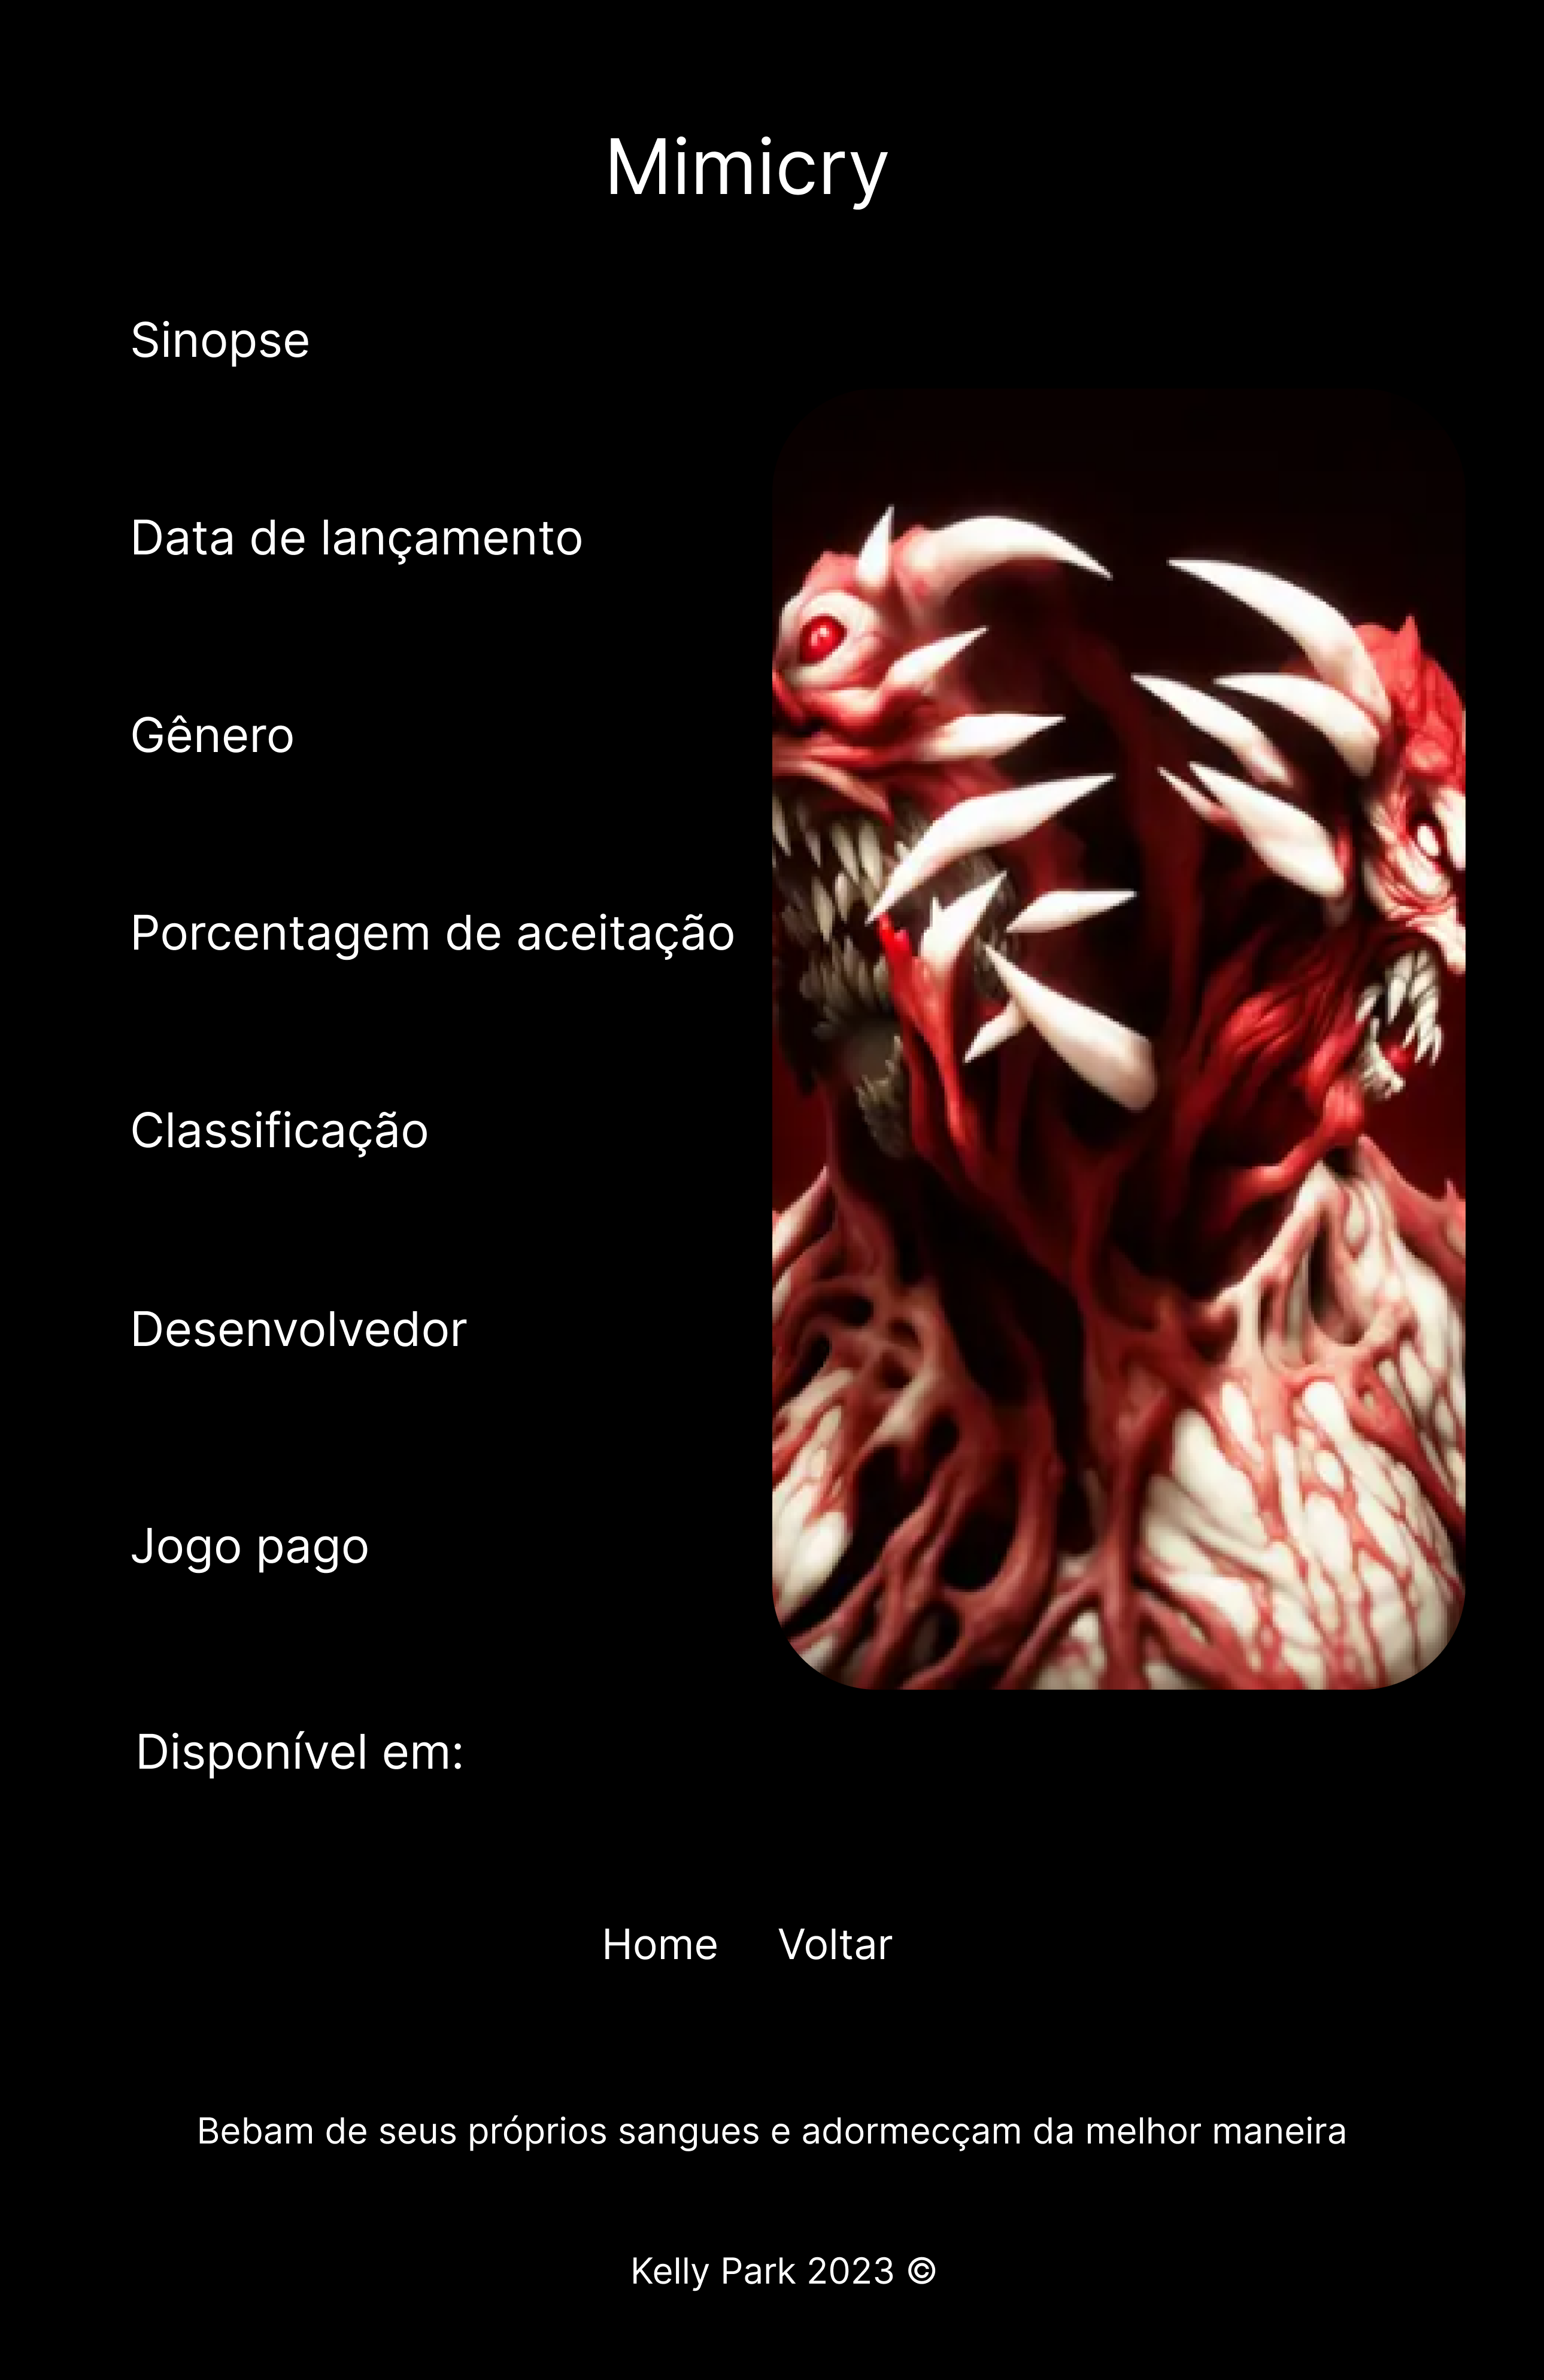 Mimicry
Sinopse
Data de lançamento
Gênero
Porcentagem de aceitação
Classificação
Desenvolvedor
Jogo pago
Disponível em:
Home Voltar
Bebam de seus próprios sangues e adormecçam da melhor maneira
Kelly Park 2023 ©